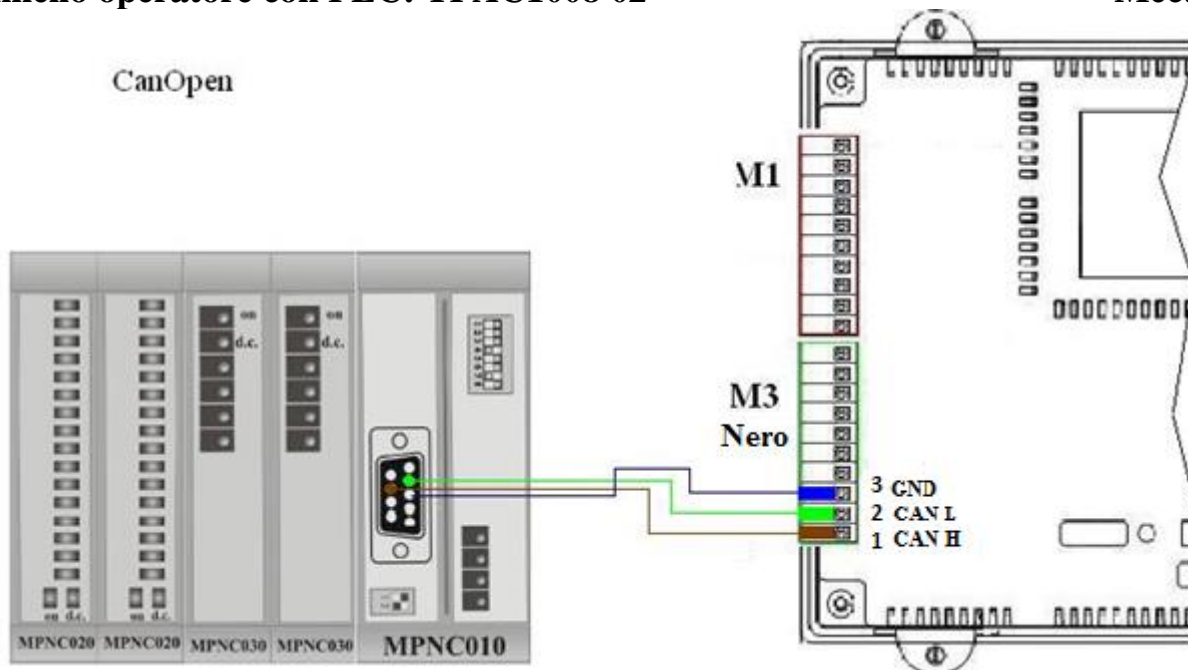 CanOpen
M1
M3
Nero
3 GND
2 CAN L
1 CAN H
on
d.c.
on
d.c.
on d.c.
on d.c.
MPNC020 MPNC020 MPNC030 MPNC030 MPNC010